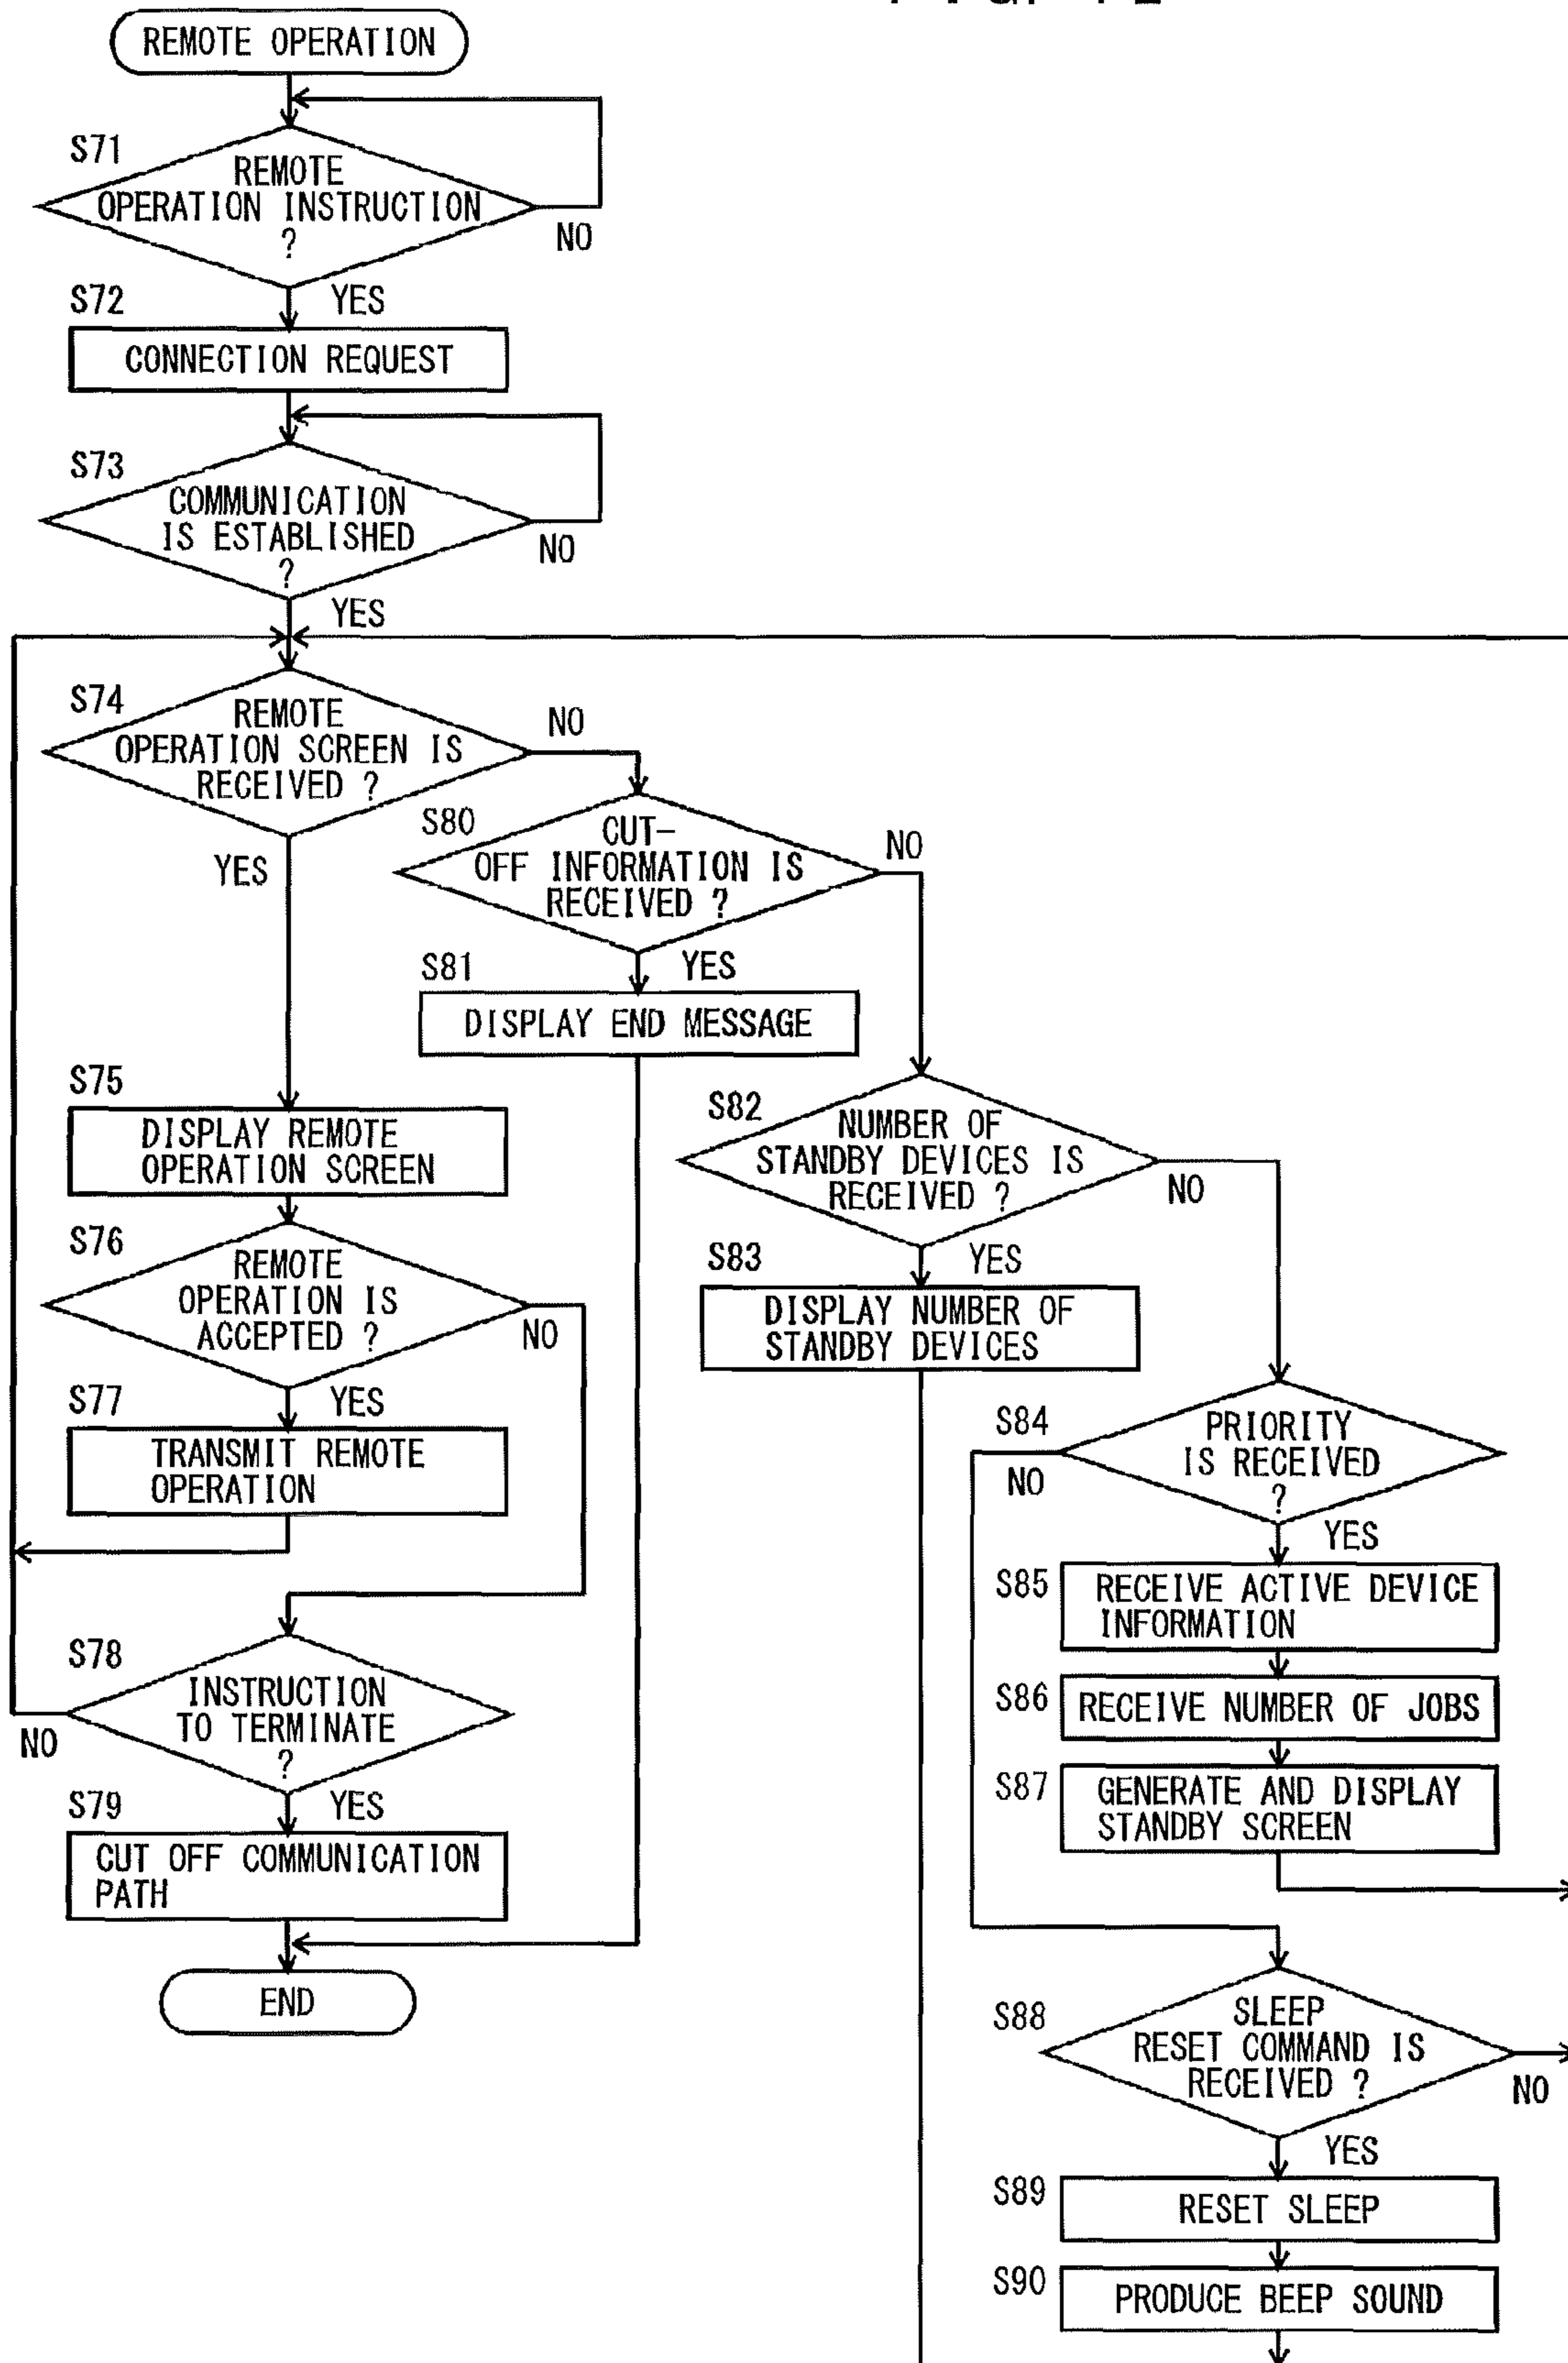 REMOTE OPERATION
S71
REMOTE
OPERATION INSTRUCTION
?
NO
YES
S72
CONNECTION REQUEST
S73
COMMUNICATION
IS ESTABLISHED
?
NO
YES
S74
REMOTE
OPERATION SCREEN IS
RECEIVED ?
NO
YES
S80
CUT-
OFF INFORMATION IS
RECEIVED ?
NO
YES
S81
DISPLAY END MESSAGE
S75
DISPLAY REMOTE
OPERATION SCREEN
S82
NUMBER OF
STANDBY DEVICES IS
RECEIVED ?
NO
YES
S76
REMOTE
OPERATION IS
ACCEPTED ?
NO
YES
S83
DISPLAY NUMBER OF
STANDBY DEVICES
S77
TRANSMIT REMOTE
OPERATION
S84
PRIORITY
IS RECEIVED
?
NO
YES
S85
RECEIVE ACTIVE DEVICE
INFORMATION
S78
INSTRUCTION
TO TERMINATE
?
NO
YES
S86
RECEIVE NUMBER OF JOBS
S87
GENERATE AND DISPLAY
STANDBY SCREEN
S79
CUT OFF COMMUNICATION
PATH
END
S88
SLEEP
RESET COMMAND IS
RECEIVED ?
NO
YES
S89
RESET SLEEP
S90
PRODUCE BEEP SOUND